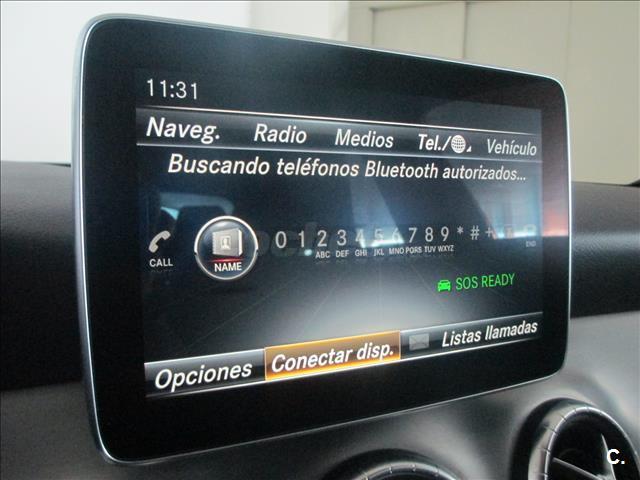 11:31
Naveg. Radio Medios Tel./ Vehículo
Buscando teléfonos Bluetooth autorizados...
CALL NAME 0 1 2 3 4 5 6 7 8 9 * # + END
ABC DEF GHI JKL MNO PQRS TUV WXYZ
SOS READY
Opciones Conectar disp. Listas llamadas
C.